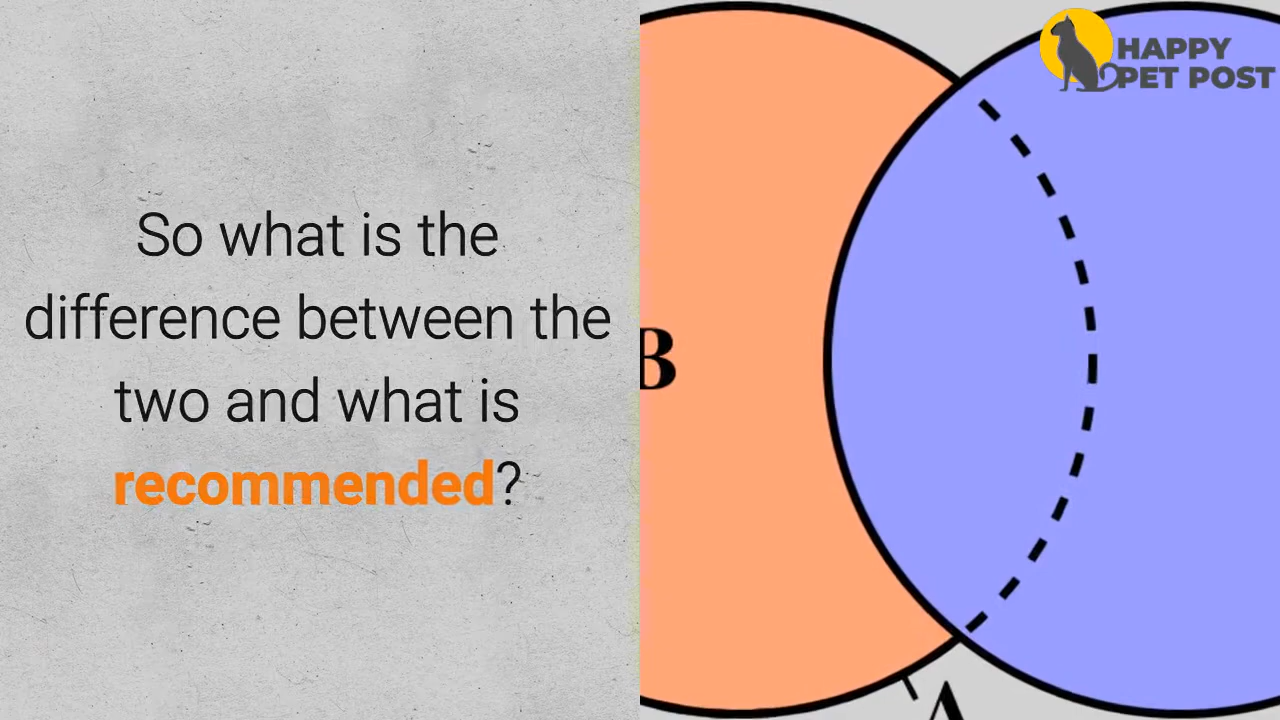 So what is the
difference between the
two and what is
recommended?
HAPPY
PET POST
B
A